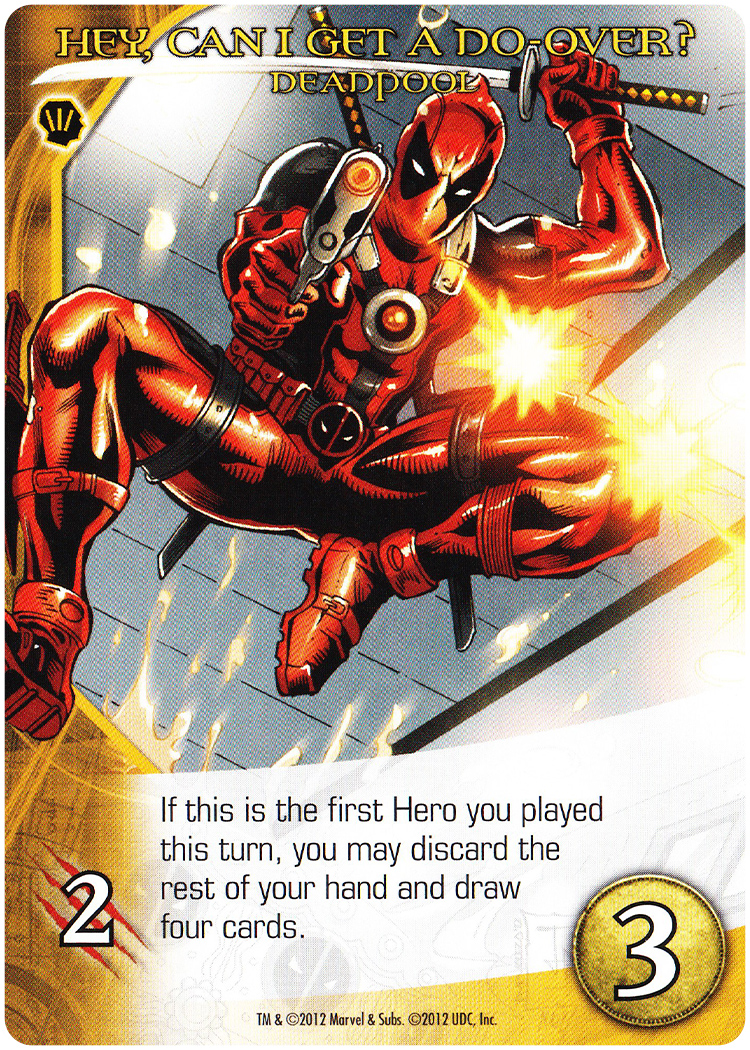 HEY, CAN I GET A DO-OVER?
DEADPOOL
If this is the first Hero you played
this turn, you may discard the
rest of your hand and draw
four cards.
2
3
TM & ©2012 Marvel & Subs. ©2012 UDC, Inc.